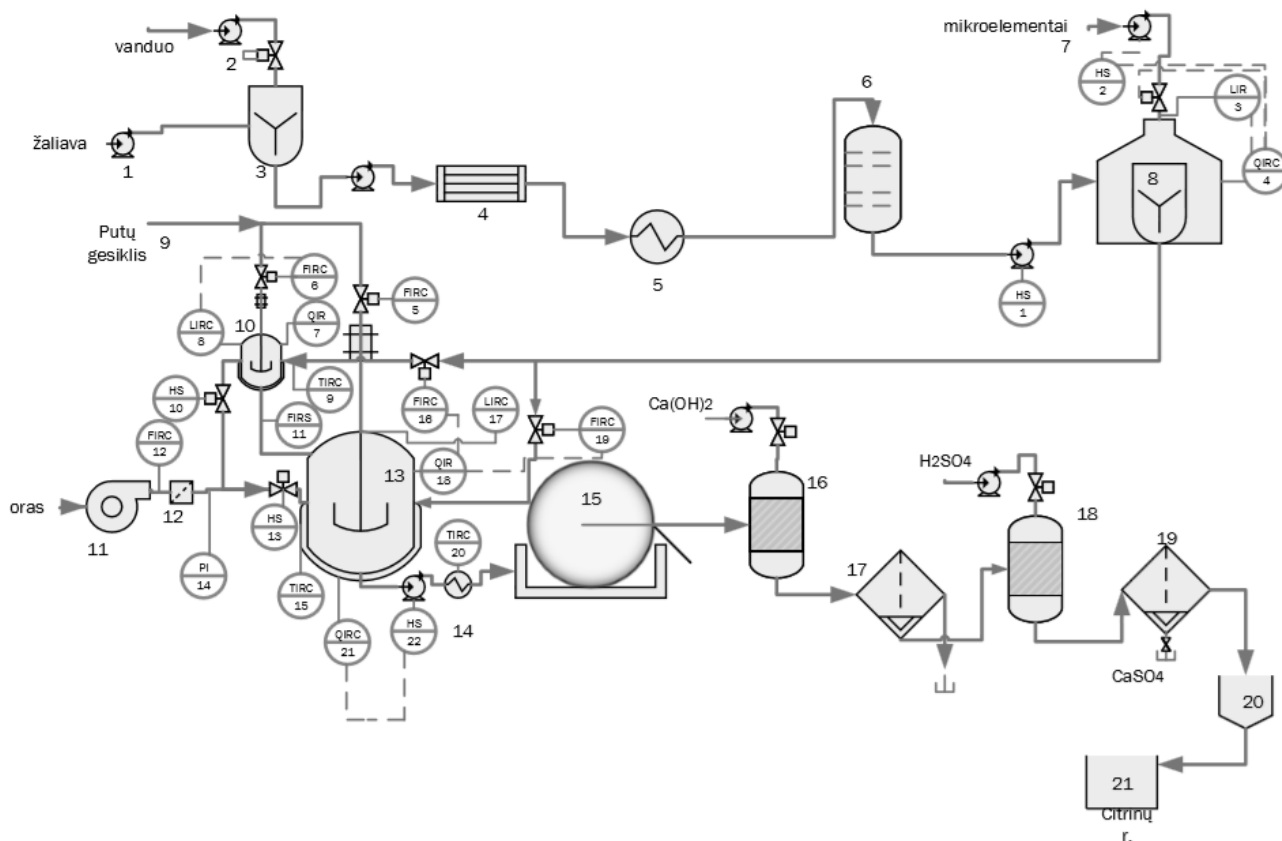 vanduo
2
žaliava
1
3
4
5
6
mikroelementai
7
HS
2
LIR
3
QIRC
4
8
HS
1
Putų
gesiklis
9
FIRC
6
FIRC
5
LIRC
8
10
QIR
7
HS
10
TIRC
9
FIRC
16
LIRC
17
FIRS
11
FIRC
12
FIRC
19
QIR
18
13
oras
11
12
HS
13
PI
14
TIRC
15
QIRC
21
HS
22
TIRC
20
14
15
Ca(OH)2
16
17
H2SO4
18
19
CaSO4
20
21
Citrinų
r.